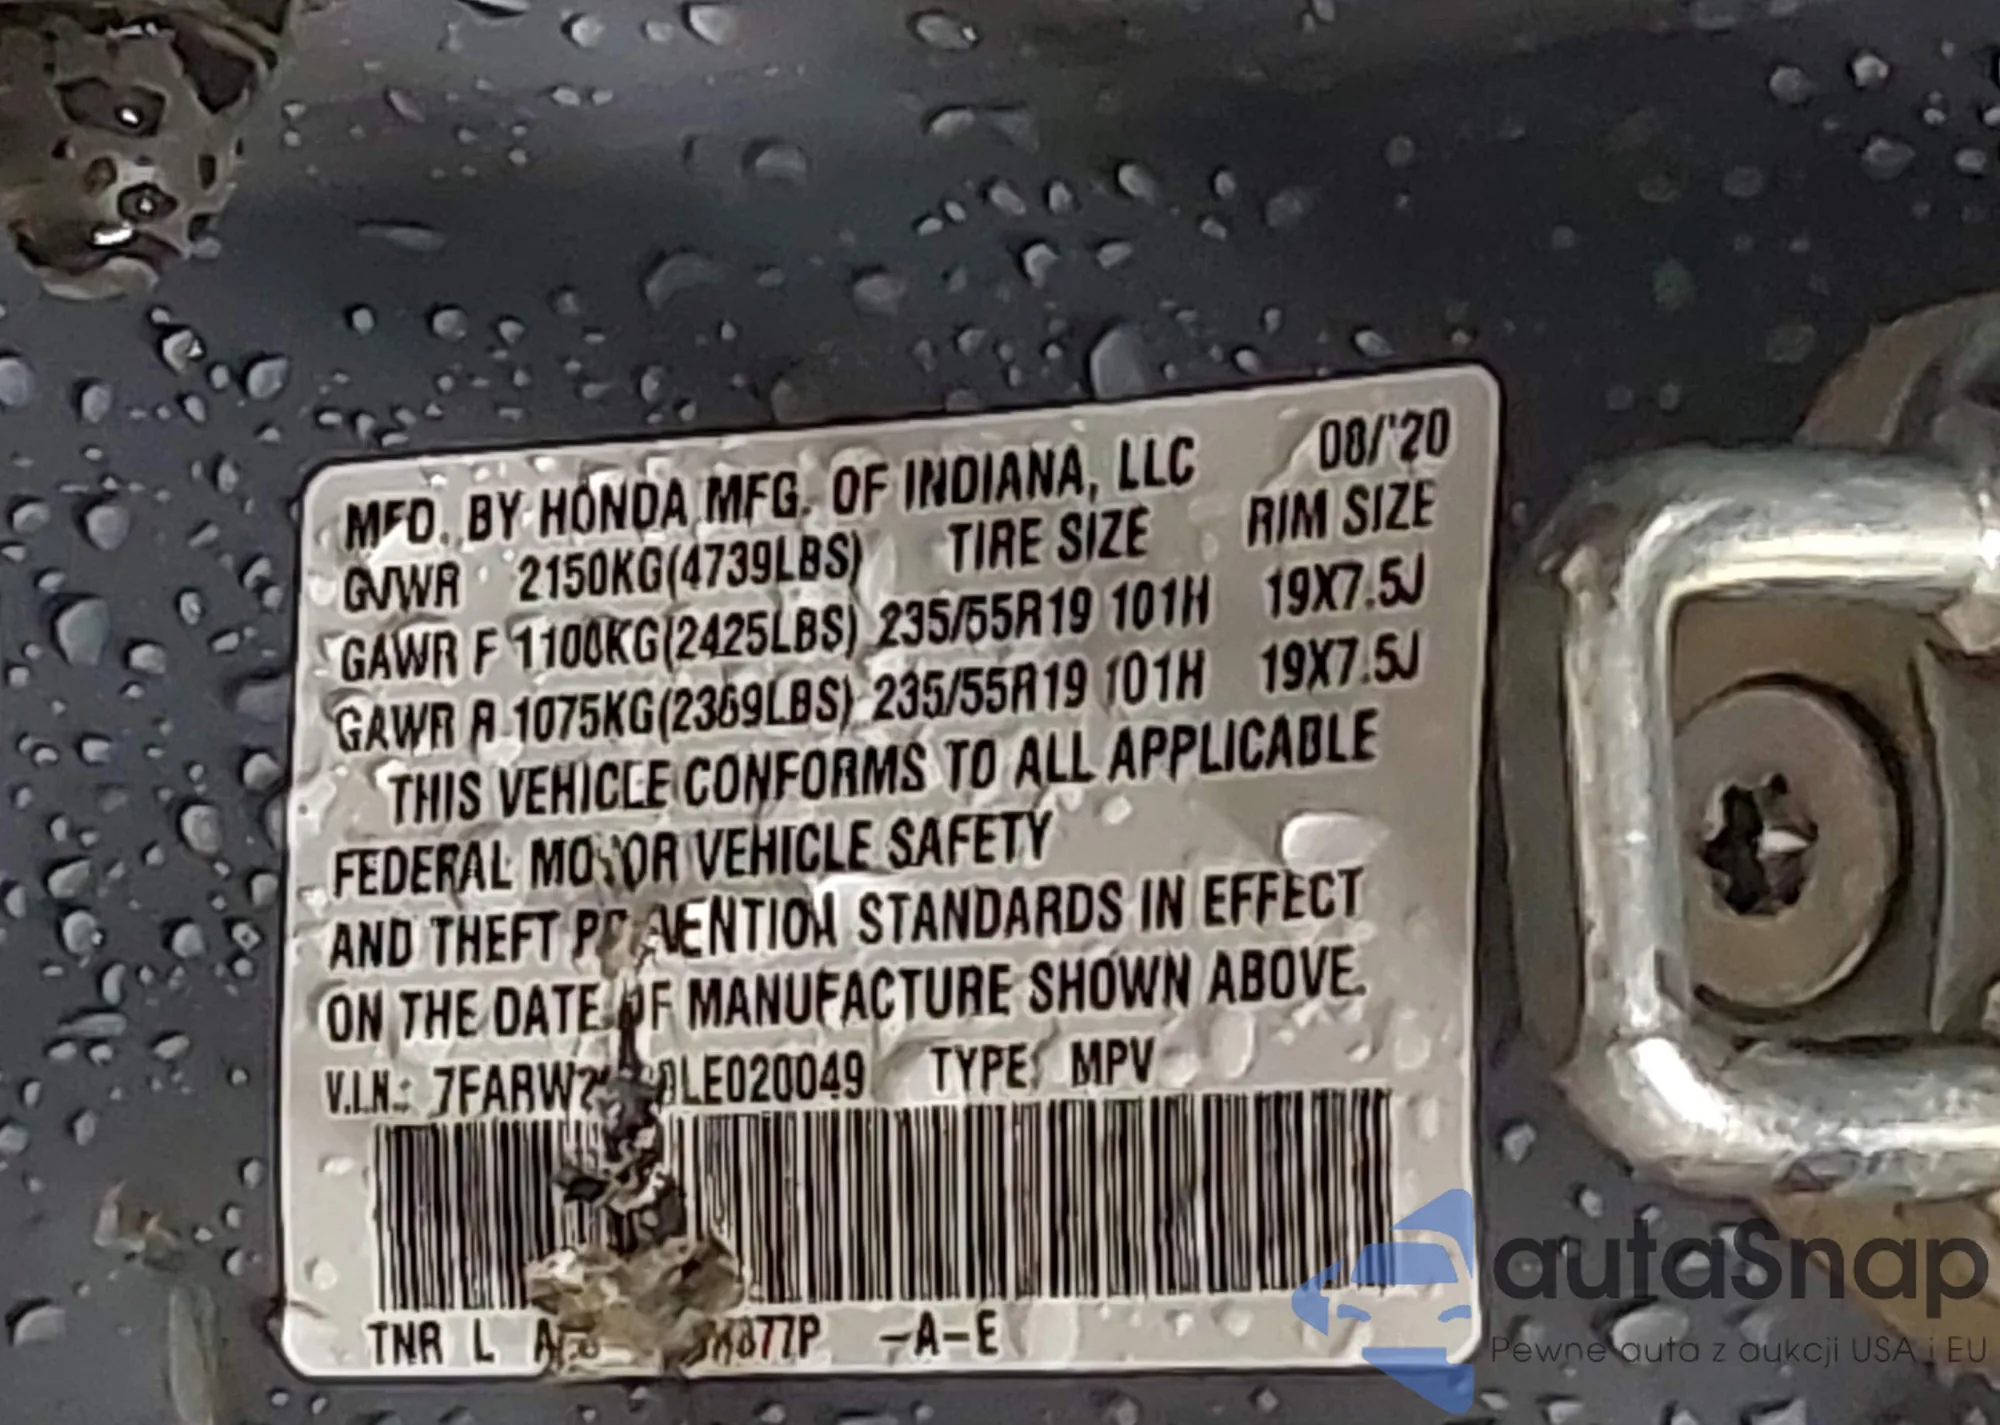 MFD. BY HONDA MFG. OF INDIANA, LLC 08/'20
GVWR 2150KG(4739LBS) TIRE SIZE RIM SIZE
GAWR F 1100KG(2425LBS) 235/55R19 101H 19X7.5J
GAWR R 1075KG(2369LBS) 235/55R19 101H 19X7.5J
THIS VEHICLE CONFORMS TO ALL APPLICABLE
FEDERAL MOTOR VEHICLE SAFETY
AND THEFT PREVENTION STANDARDS IN EFFECT
ON THE DATE OF MANUFACTURE SHOWN ABOVE.
V.I.N.: TYPE: MPV
TNR L -A-E
autaSnap
Pewne auta z aukcji USA i EU